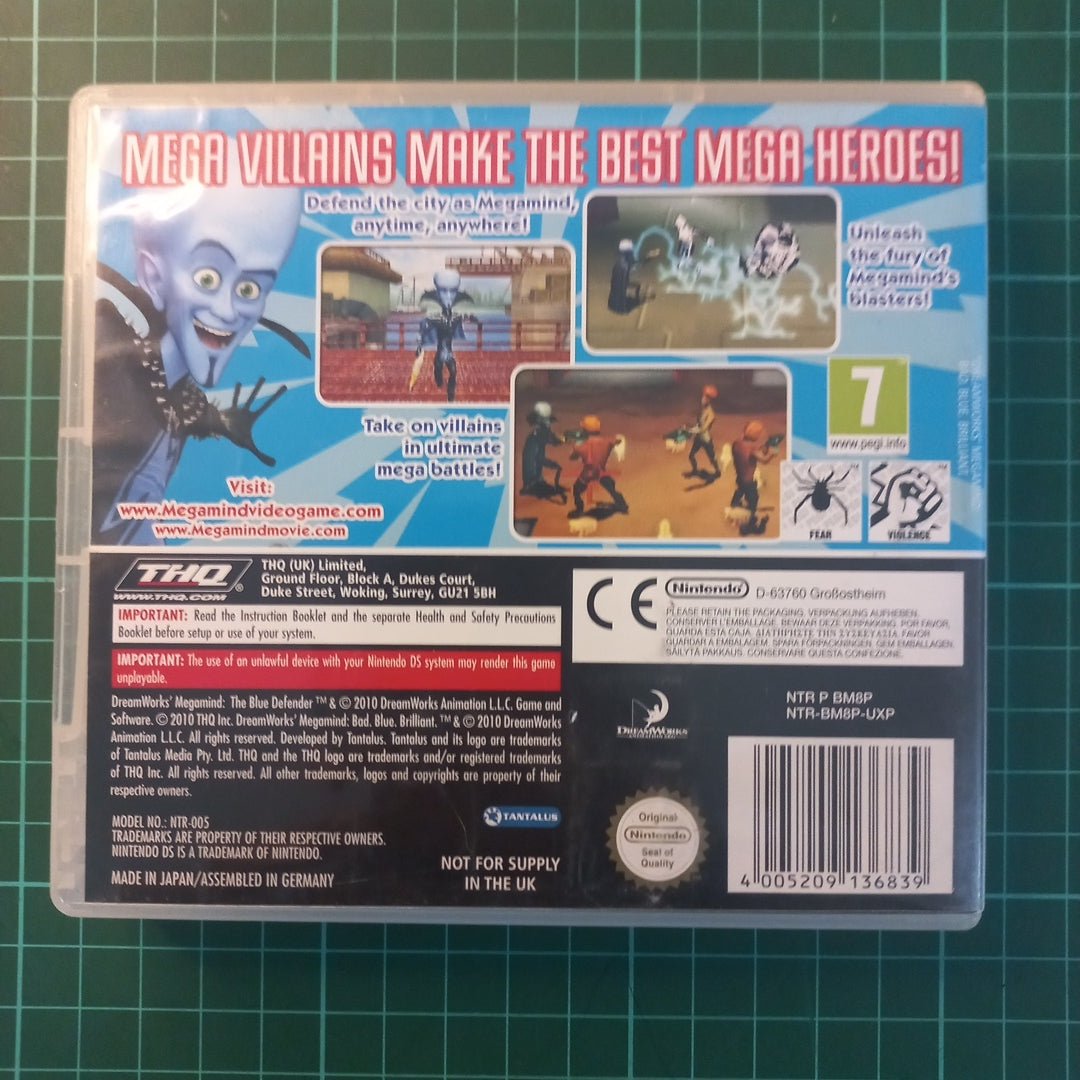 MEGA VILLAINS MAKE THE BEST MEGA HEROES!
Defend the city as Megamind,
anytime, anywhere!
Unleash
the fury of
Megamind's
blasters!
Take on villains
in ultimate
mega battles!
Visit:
www.Megamindvideogame.com
www.Megamindmovie.com
7
www.pegi.info
FEAR
VIOLENCE
THQ
WWW.THQ.COM
THQ (UK) Limited,
Ground Floor, Block A, Dukes Court,
Duke Street, Woking, Surrey, GU21 5BH
IMPORTANT: Read the Instruction Booklet and the separate Health and Safety Precautions
Booklet before setup or use of your system.
IMPORTANT: The use of an unlawful device with your Nintendo DS system may render this game
unplayable.
DreamWorks' Megamind: The Blue Defender ™ & © 2010 DreamWorks Animation L.L.C. Game and
Software. © 2010 THQ Inc. DreamWorks' Megamind: Bad. Blue. Brilliant. ™ & © 2010 DreamWorks
Animation L.L.C. All rights reserved. Developed by Tantalus. Tantalus and its logo are trademarks
of Tantalus Media Pty. Ltd. THQ and the THQ logo are trademarks and/or registered trademarks
of THQ Inc. All rights reserved. All other trademarks, logos and copyrights are property of their
respective owners.
TANTALUS
MODEL NO.: NTR-005
TRADEMARKS ARE PROPERTY OF THEIR RESPECTIVE OWNERS.
NINTENDO DS IS A TRADEMARK OF NINTENDO.
MADE IN JAPAN/ASSEMBLED IN GERMANY
NOT FOR SUPPLY
IN THE UK
CE
Nintendo D-63760 Großostheim
PLEASE RETAIN THE PACKAGING. VERPACKUNG AUFHEBEN.
CONSERVER L'EMBALLAGE. BEWAAR DEZE VERPAKKING. POR FAVOR,
GUARDA ESTA CAJA. ΔΙΑΤΗΡΗΣΤΕ ΤΗΝ ΣΥΣΚΕΥΑΣΙΑ. FAVOR
GUARDAR A EMBALAGEM. SPARA FÖRPACKNINGEN. GEM EMBALLAGEN.
SÄILYTÄ PAKKAUS. CONSERVARE QUESTA CONFEZIONE.
DREAMWORKS
NTR P BM8P
NTR-BM8P-UXP
Original
Nintendo
Seal of
Quality
4 005209 136839